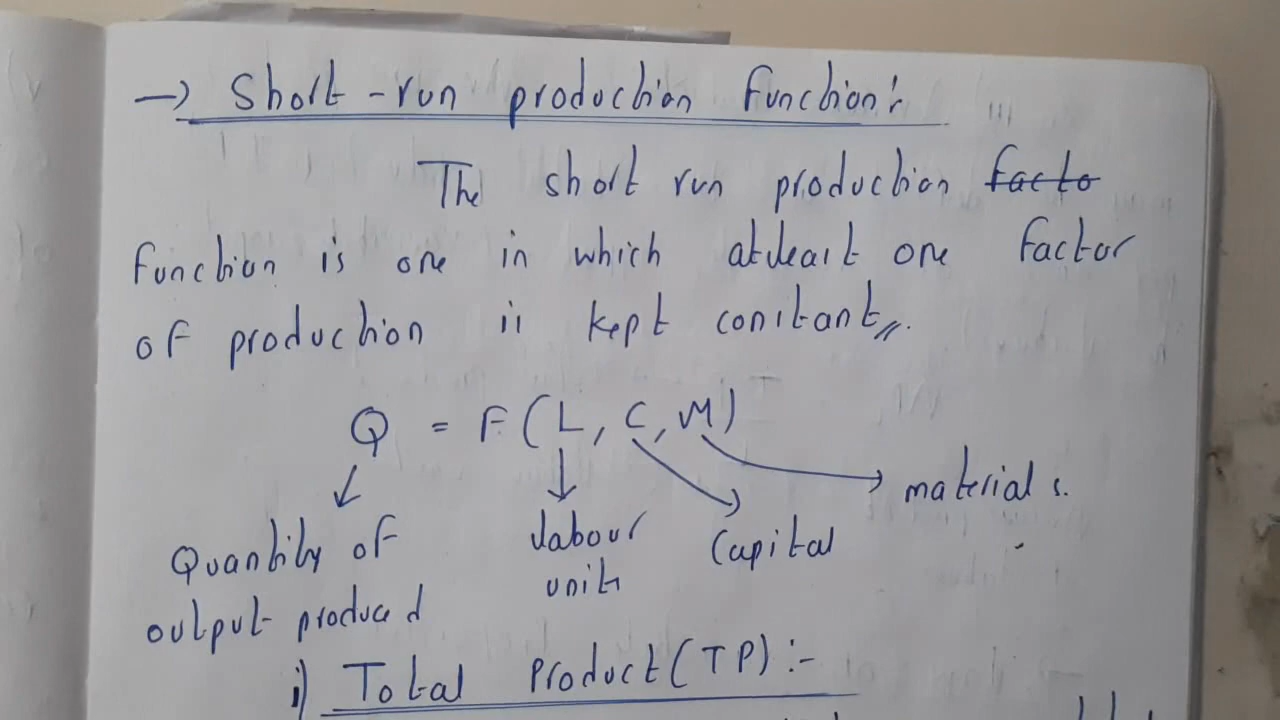 → Short-run production function:
The short run production facto
function is one in which atleast one factor
of production is kept constant,,.
Q = F(L, C, M)
materials.
Quantity of
output produced
labour
units
Capital
i) Total Product (TP) :-